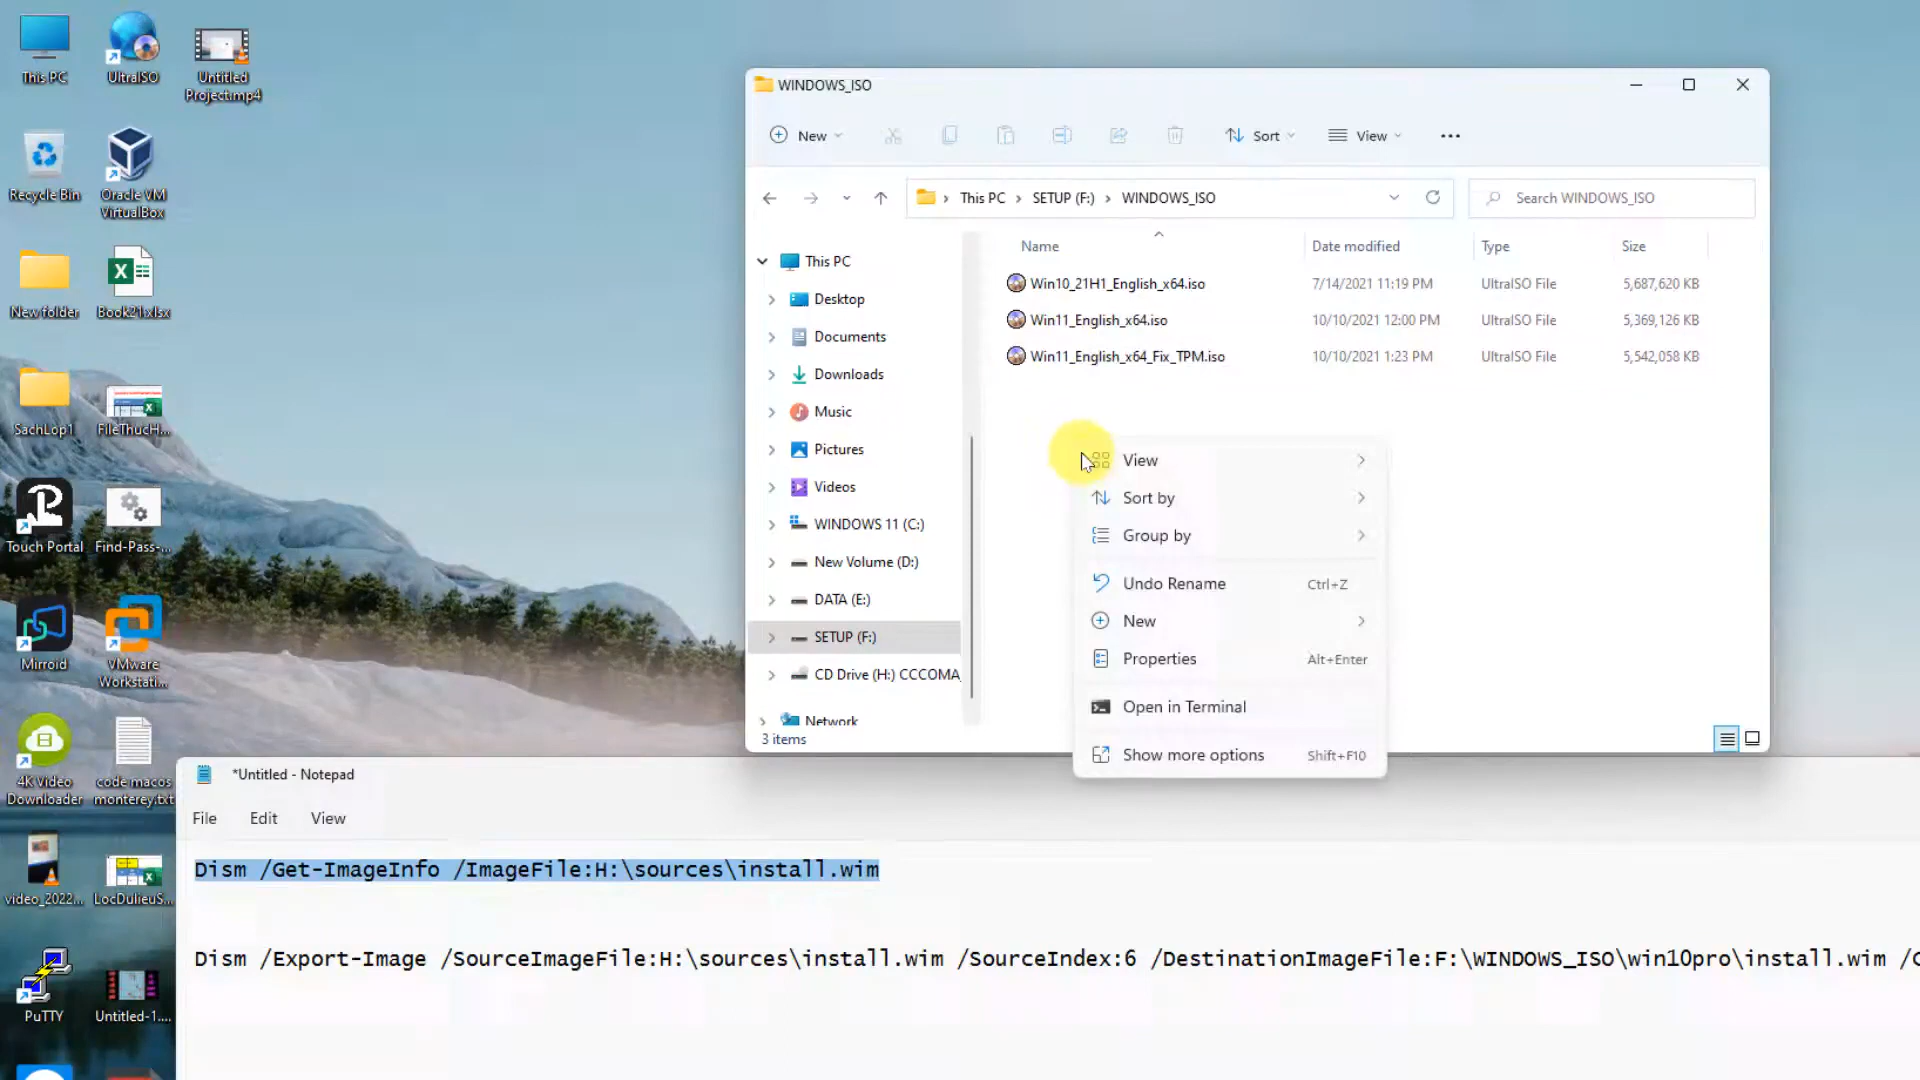 This PC
UltraISO
Untitled
Project.mp4
Recycle Bin
Oracle VM
VirtualBox
New folder
Book21.xlsx
SachLop1
FileThucH...
Touch Portal
Find-Pass-...
Mirroid
VMware
Workstati...
4K Video
Downloader
code macos
monterey.txt
video_2022...
LocDulieuS...
PuTTY
Untitled-1....
WINDOWS_ISO
New
Sort
View
This PC > SETUP (F:) > WINDOWS_ISO
Search WINDOWS_ISO
Name Date modified Type Size
Win10_21H1_English_x64.iso 7/14/2021 11:19 PM UltraISO File 5,687,620 KB
Win11_English_x64.iso 10/10/2021 12:00 PM UltraISO File 5,369,126 KB
Win11_English_x64_Fix_TPM.iso 10/10/2021 1:23 PM UltraISO File 5,542,058 KB
This PC
Desktop
Documents
Downloads
Music
Pictures
Videos
WINDOWS 11 (C:)
New Volume (D:)
DATA (E:)
SETUP (F:)
CD Drive (H:) CCCOMA_
Network
3 items
View
Sort by
Group by
Undo Rename Ctrl+Z
New
Properties Alt+Enter
Open in Terminal
Show more options Shift+F10
*Untitled - Notepad
File Edit View
Dism /Get-ImageInfo /ImageFile:H:\sources\install.wim
Dism /Export-Image /SourceImageFile:H:\sources\install.wim /SourceIndex:6 /DestinationImageFile:F:\WINDOWS_ISO\win10pro\install.wim /C